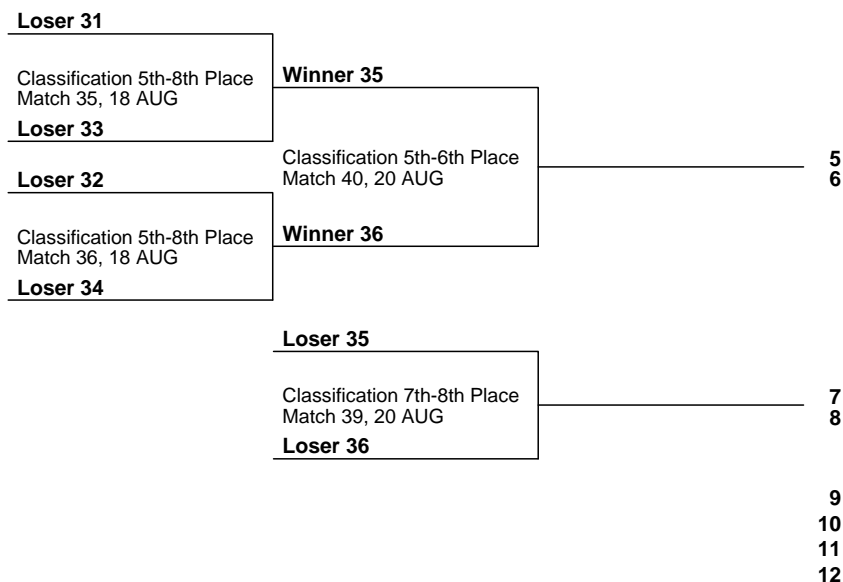 Loser 31
Classification 5th-8th Place
Match 35, 18 AUG
Loser 33
Winner 35
Classification 5th-6th Place
Match 40, 20 AUG
5
6
Loser 32
Classification 5th-8th Place
Match 36, 18 AUG
Loser 34
Winner 36
Loser 35
Classification 7th-8th Place
Match 39, 20 AUG
Loser 36
7
8
9
10
11
12